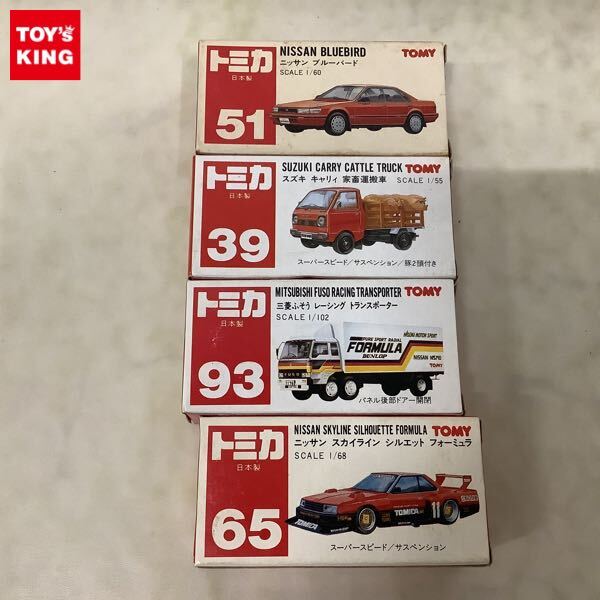 TOY's
KING
トミカ
日本製
51
NISSAN BLUEBIRD
TOMY
ニッサン ブルーバード
SCALE 1/60
トミカ
日本製
39
SUZUKI CARRY CATTLE TRUCK TOMY
スズキ キャリィ 家畜運搬車 SCALE 1/55
スーパースピード/サスペンション/豚2頭付き
トミカ
日本製
93
MITSUBISHI FUSO RACING TRANSPORTER TOMY
三菱ふそう レーシング トランスポーター
SCALE 1/102
PURE SPORT RADIAL
FORMULA
DUNLOP
NISSAN
TOMY
FUSO
パネル後部ドアー開閉
トミカ
日本製
65
NISSAN SKYLINE SILHOUETTE FORMULA TOMY
ニッサン スカイライン シルエット フォーミュラ
SCALE 1/68
TOMICA
11
スーパースピード/サスペンション